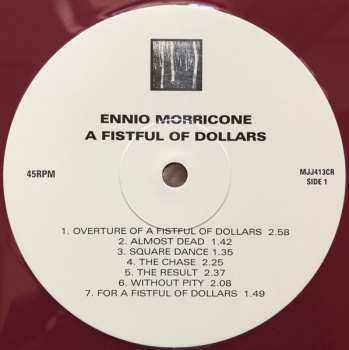 ENNIO MORRICONE
A FISTFUL OF DOLLARS
45RPM
MJJ413CR
SIDE 1
1. OVERTURE OF A FISTFUL OF DOLLARS 2.58
2. ALMOST DEAD 1.42
3. SQUARE DANCE 1.35
4. THE CHASE 2.25
5. THE RESULT 2.37
6. WITHOUT PITY 2.08
7. FOR A FISTFUL OF DOLLARS 1.49